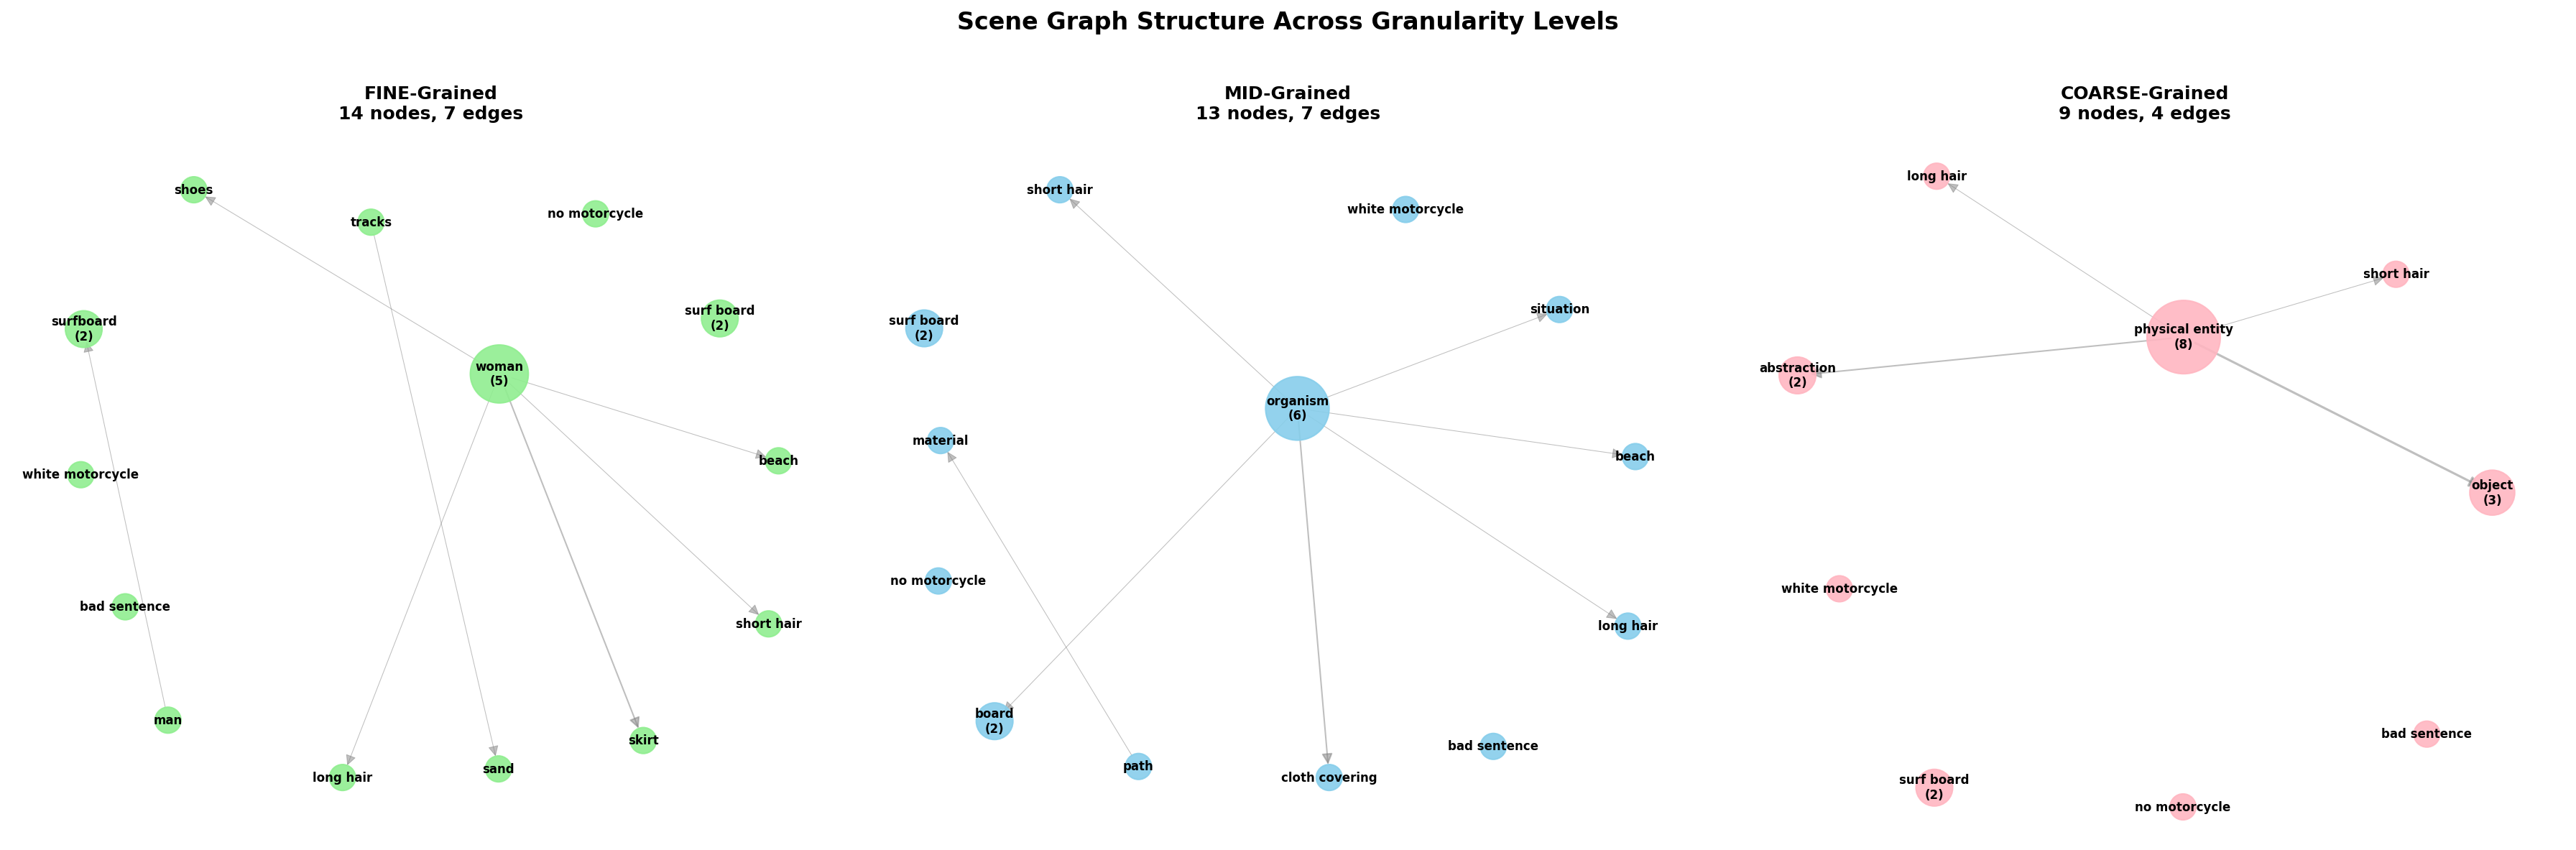 Scene Graph Structure Across Granularity Levels
FINE-Grained
14 nodes, 7 edges
shoes
tracks
no motorcycle
surfboard
(2)
surf board
(2)
woman
(5)
white motorcycle
beach
bad sentence
short hair
man
skirt
long hair
sand
MID-Grained
13 nodes, 7 edges
short hair
white motorcycle
situation
surf board
(2)
organism
(6)
material
beach
no motorcycle
long hair
board
(2)
bad sentence
path
cloth covering
COARSE-Grained
9 nodes, 4 edges
long hair
short hair
physical entity
(8)
abstraction
(2)
object
(3)
white motorcycle
bad sentence
surf board
(2)
no motorcycle